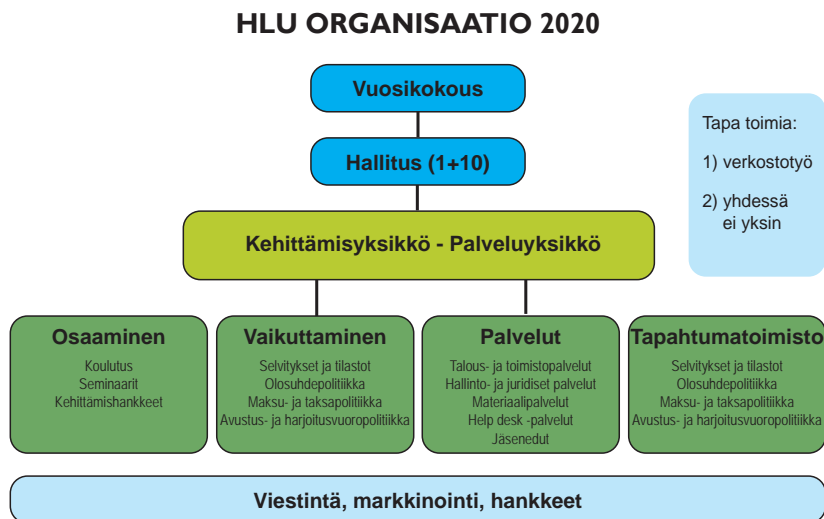 HLU ORGANISAATIO 2020
Vuosikokous
Hallitus (1+10)
Tapa toimia:
1) verkostotyö
2) yhdessä
ei yksin
Kehittämisyksikkö - Palveluyksikkö
Osaaminen
Koulutus
Seminaarit
Kehittämishankkeet
Vaikuttaminen
Selvitykset ja tilastot
Olosuhdepolitiikka
Maksu- ja taksapolitiikka
Avustus- ja harjoitusvuoropolitiikka
Palvelut
Talous- ja toimistopalvelut
Hallinto- ja juridiset palvelut
Materiaalipalvelut
Help desk -palvelut
Jäsenedut
Tapahtumatoimisto
Selvitykset ja tilastot
Olosuhdepolitiikka
Maksu- ja taksapolitiikka
Avustus- ja harjoitusvuoropolitiikka
Viestintä, markkinointi, hankkeet